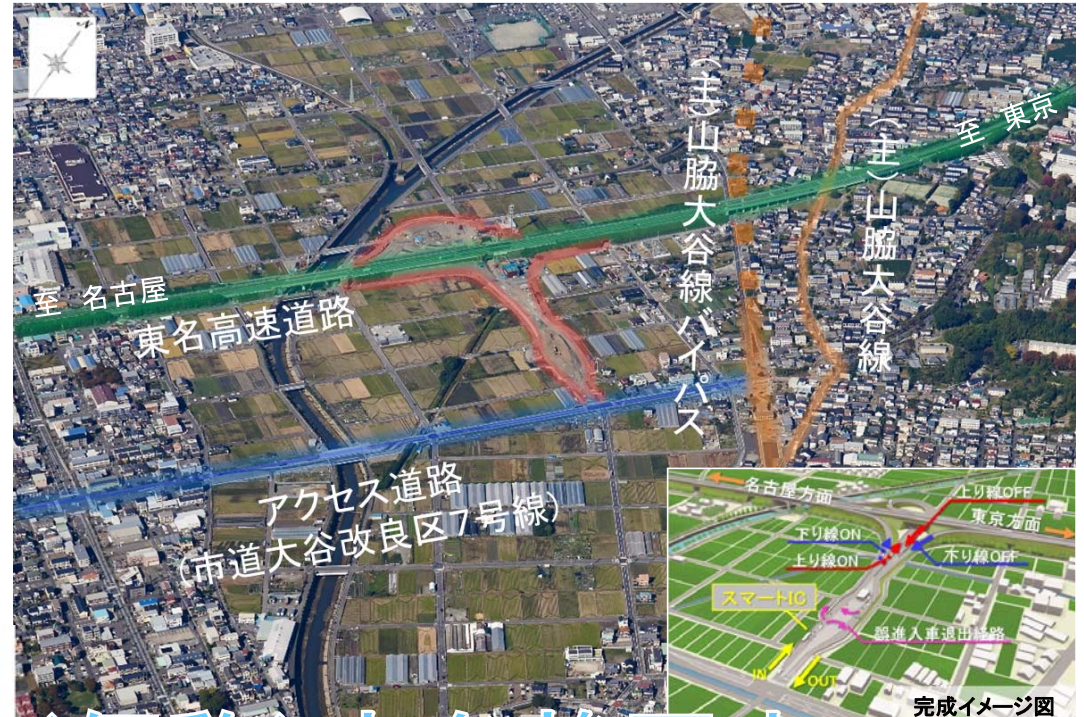 (主)山脇大谷線バイパス
(主)山脇大谷線
至 東京
至 名古屋
東名高速道路
アクセス道路
(市道大谷改良区7号線)
名古屋方面
上り線OFF
東京方面
下り線ON
上り線ON
下り線OFF
スマートIC
誤進入車退出経路
IN
OUT
完成イメージ図